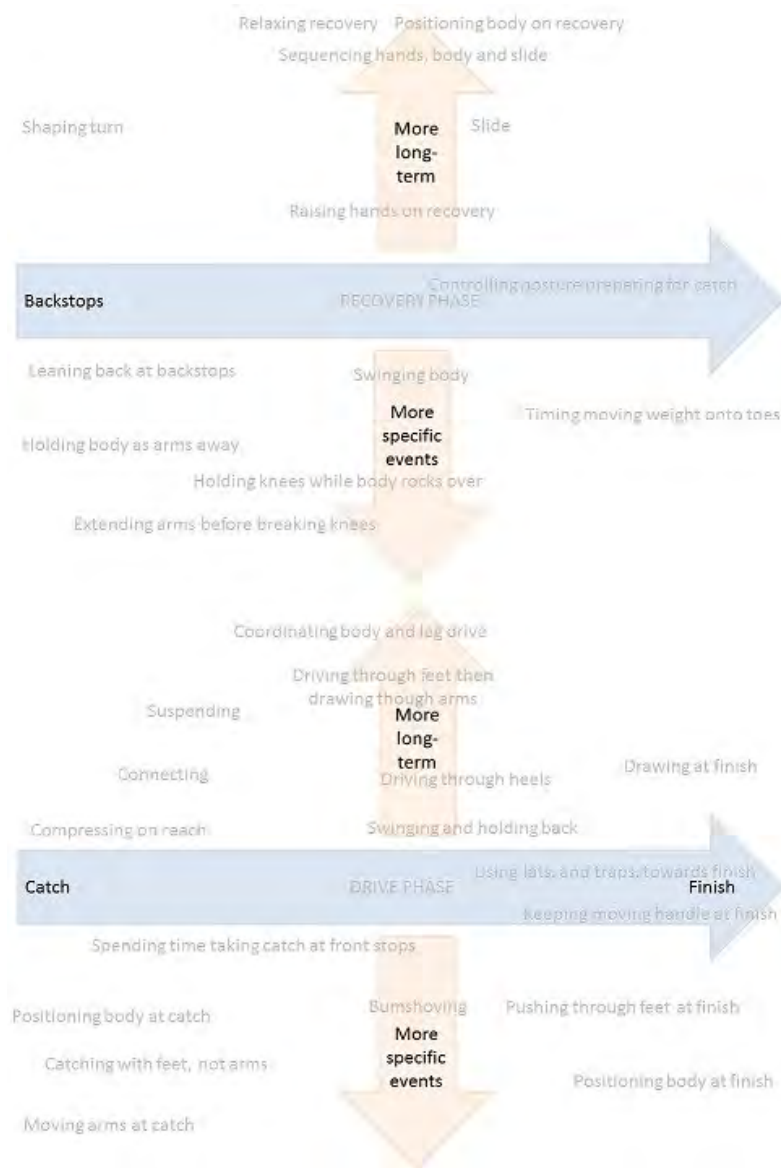 Relaxing recovery
Positioning body on recovery
Sequencing hands, body and slide
Shaping turn
More
long-
term
Slide
Raising hands on recovery
Controlling posture preparing for catch
Backstops
RECOVERY PHASE
Leaning back at backstops
Swinging body
More
specific
events
Timing moving weight onto toes
Holding body as arms away
Holding knees while body rocks over
Extending arms before breaking knees
Coordinating body and leg drive
Driving through feet then
drawing though arms
Suspending
More
long-
term
Connecting
Driving through heels
Drawing at finish
Compressing on reach
Swinging and holding back
Using lats, and traps, towards finish
Catch
DRIVE PHASE
Finish
Keeping moving handle at finish
Spending time taking catch at front stops
Positioning body at catch
Bumshoving
Pushing through feet at finish
More
specific
events
Catching with feet, not arms
Positioning body at finish
Moving arms at catch